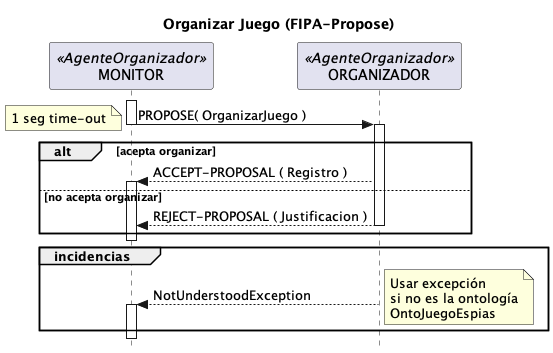 Organizar Juego (FIPA-Propose)
«AgenteOrganizador»
MONITOR
«AgenteOrganizador»
ORGANIZADOR
1 seg time-out
PROPOSE( OrganizarJuego )
alt
[acepta organizar]
ACCEPT-PROPOSAL ( Registro )
[no acepta organizar]
REJECT-PROPOSAL ( Justificacion )
incidencias
NotUnderstoodException
Usar excepción
si no es la ontología
OntoJuegoEspias